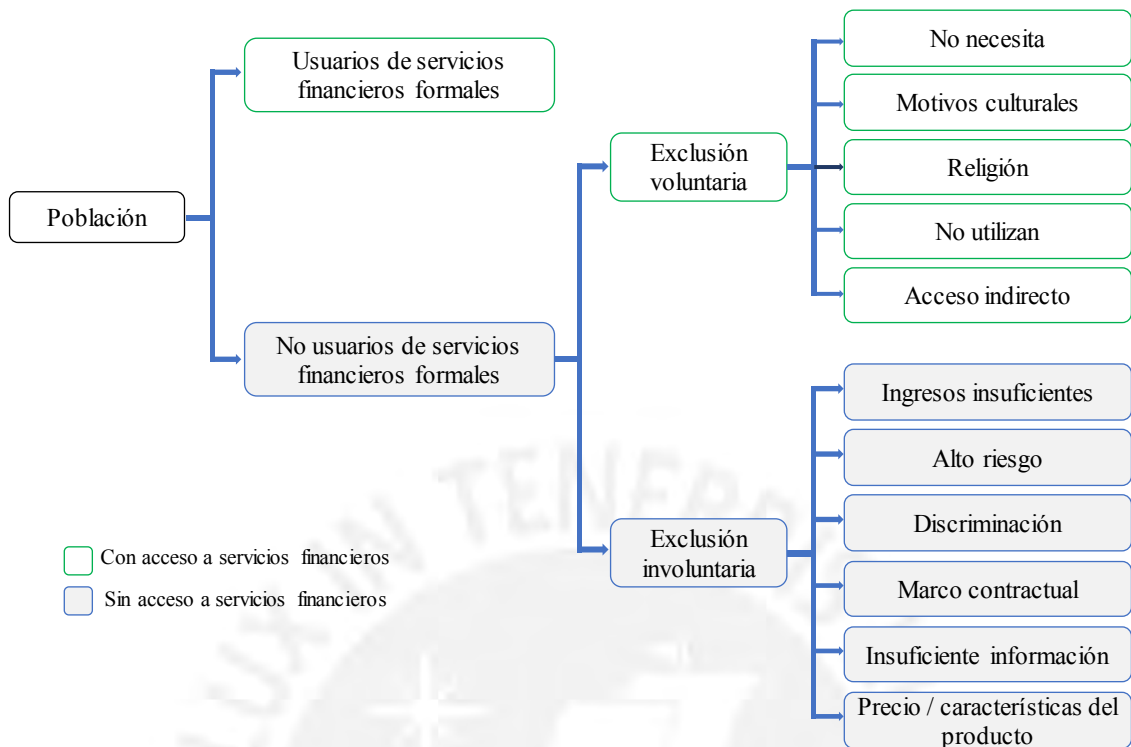 Población
Usuarios de servicios
financieros formales
No usuarios de servicios
financieros formales
Exclusión
voluntaria
No necesita
Motivos culturales
Religión
No utilizan
Acceso indirecto
Exclusión
involuntaria
Ingresos insuficientes
Alto riesgo
Discriminación
Marco contractual
Insuficiente información
Precio / características del
producto
Con acceso a servicios financieros
Sin acceso a servicios financieros